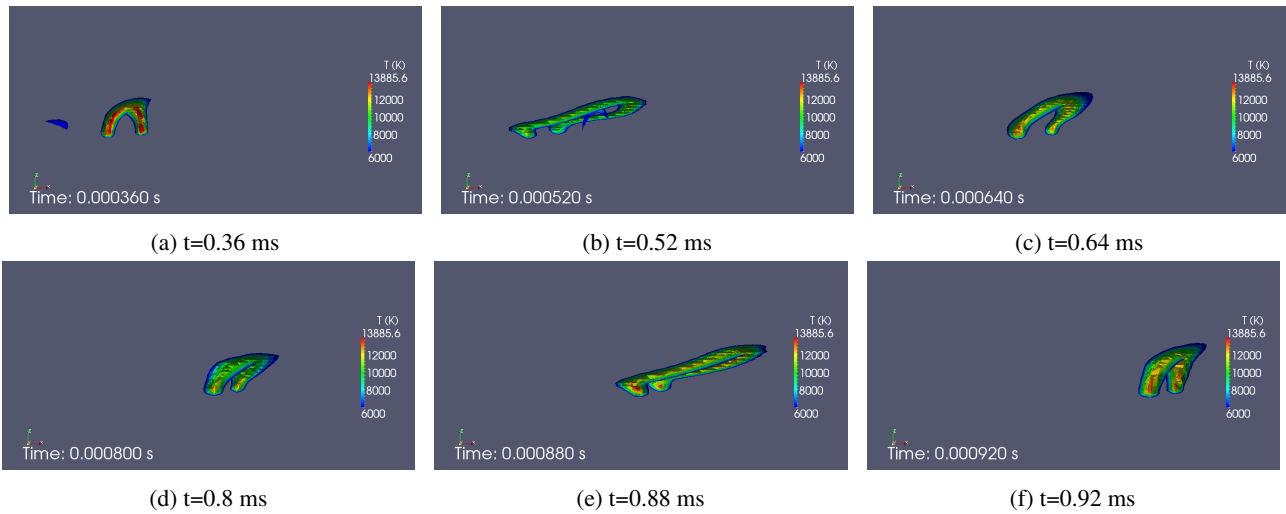 T (K)
13885.6
12000
10000
8000
6000
Time: 0.000360 s
(a) t=0.36 ms
T (K)
13885.6
12000
10000
8000
6000
Time: 0.000520 s
(b) t=0.52 ms
T (K)
13885.6
12000
10000
8000
6000
Time: 0.000640 s
(c) t=0.64 ms
T (K)
13885.6
12000
10000
8000
6000
Time: 0.000800 s
(d) t=0.8 ms
T (K)
13885.6
12000
10000
8000
6000
Time: 0.000880 s
(e) t=0.88 ms
T (K)
13885.6
12000
10000
8000
6000
Time: 0.000920 s
(f) t=0.92 ms